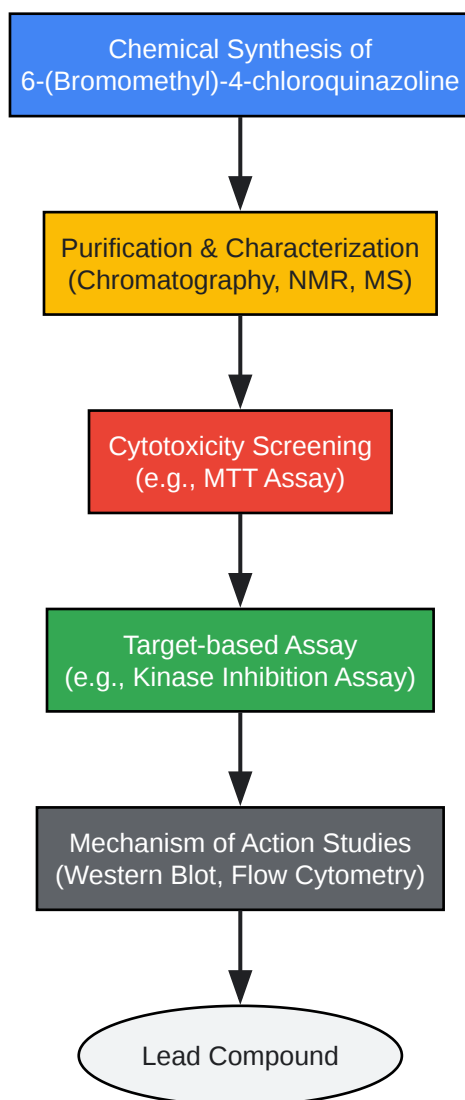 Chemical Synthesis of
6-(Bromomethyl)-4-chloroquinazoline
Purification & Characterization
(Chromatography, NMR, MS)
Cytotoxicity Screening
(e.g., MTT Assay)
Target-based Assay
(e.g., Kinase Inhibition Assay)
Mechanism of Action Studies
(Western Blot, Flow Cytometry)
Lead Compound